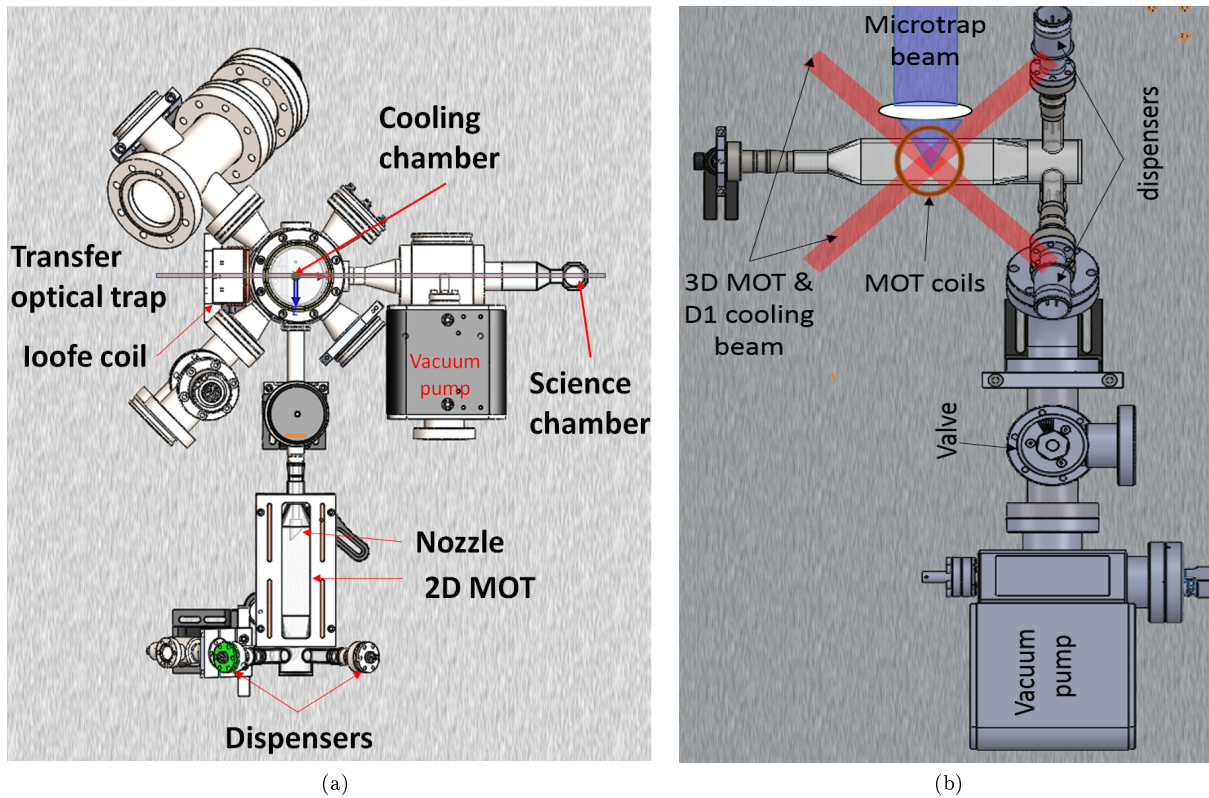 Cooling
chamber
Transfer
optical trap
Ioofe coil
Vacuum
pump
Science
chamber
Nozzle
2D MOT
Dispensers
(a)
Microtrap
beam
dispensers
3D MOT &
D1 cooling
beam
MOT coils
Valve
Vacuum
pump
(b)